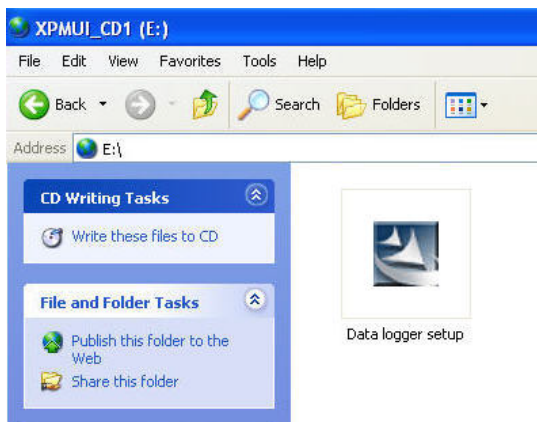 XPMUI_CD1 (E:)
File Edit View Favorites Tools Help
Back Search Folders
Address E:\
CD Writing Tasks
Write these files to CD
File and Folder Tasks
Publish this folder to the
Web
Share this folder
Data logger setup